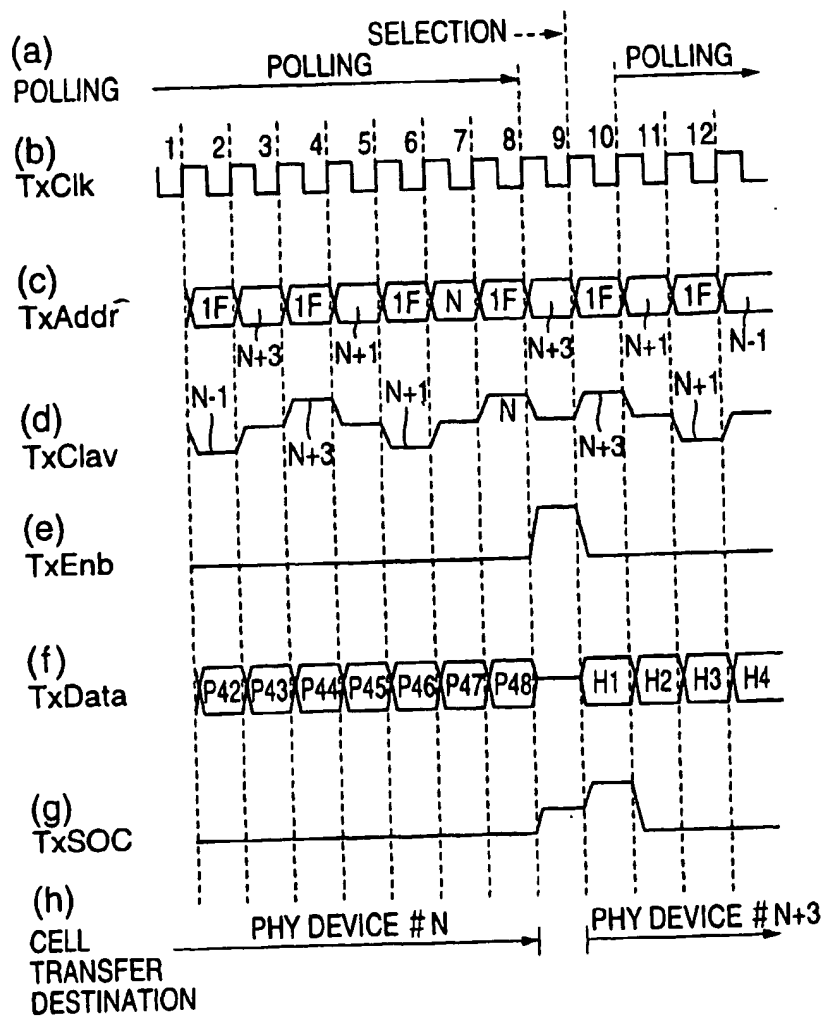 (a)
POLLING
SELECTION
POLLING
POLLING
(b)
TxClk
1 2 3 4 5 6 7 8 9 10 11 12
(c)
TxAddr
1F 1F 1F N 1F 1F 1F
N+3 N+1 N+3 N+1 N-1
(d)
TxClav
N-1 N+1 N N+1
N+3 N+3
(e)
TxEnb
(f)
TxData
P42 P43 P44 P45 P46 P47 P48 H1 H2 H3 H4
(g)
TxSOC
(h)
CELL
TRANSFER
DESTINATION
PHY DEVICE #N
PHY DEVICE #N+3